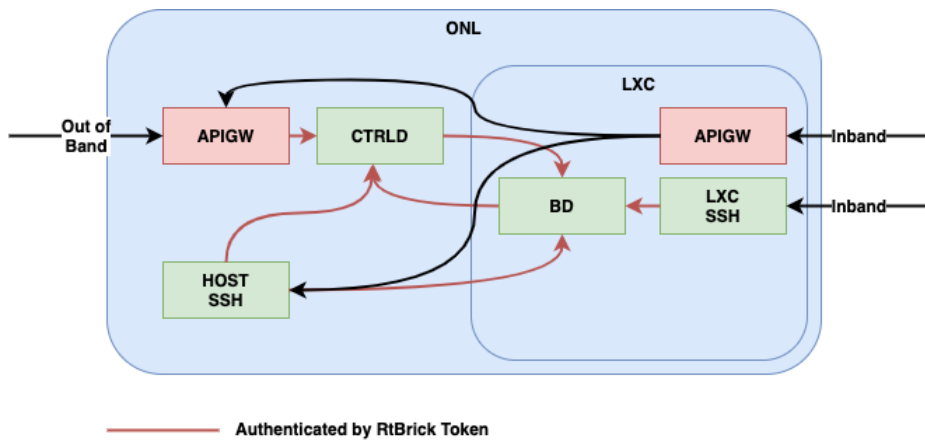 ONL
LXC
Out of
Band
APIGW
CTRLD
APIGW
Inband
BD
LXC
SSH
Inband
HOST
SSH
Authenticated by RtBrick Token